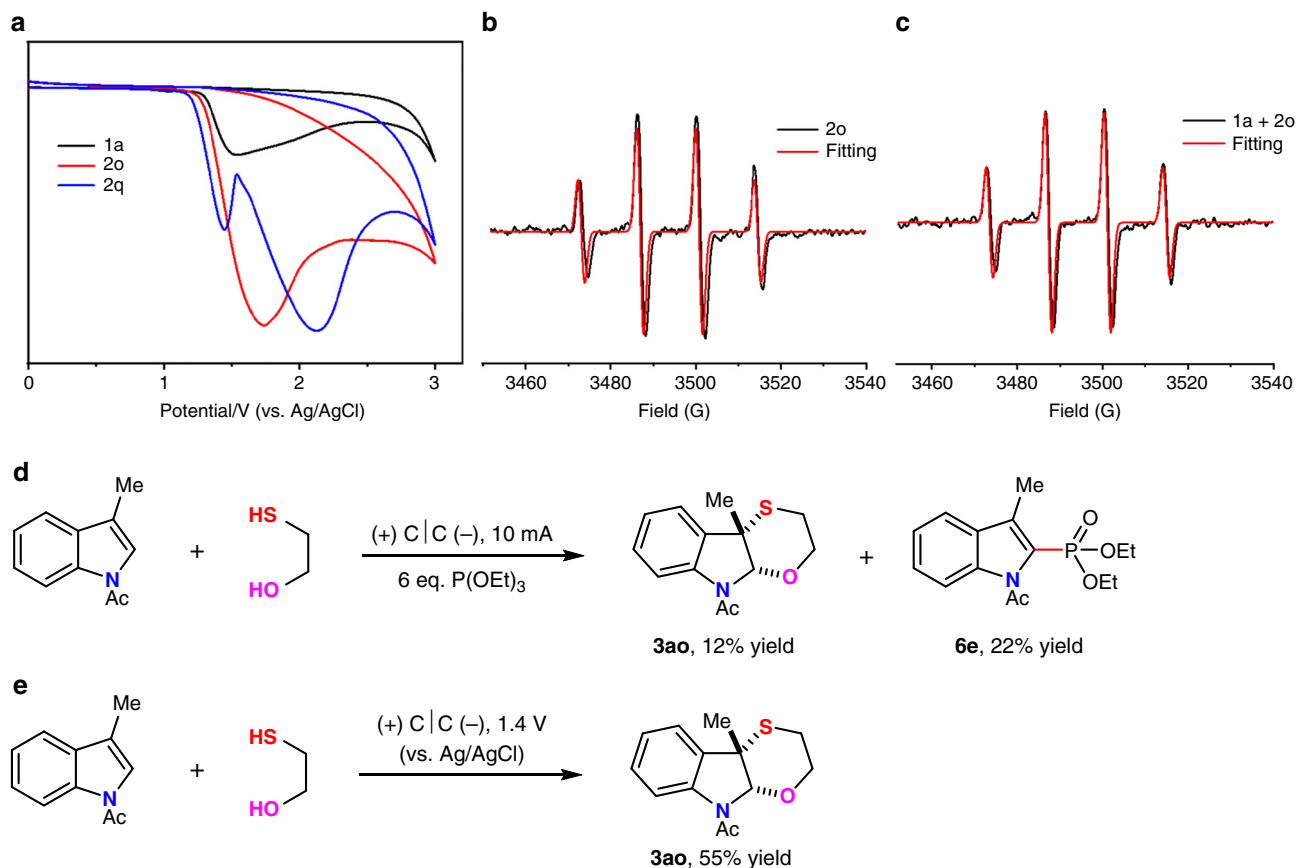 a
1a
2o
2q
0
1
2
3
Potential/V (vs. Ag/AgCl)
b
2o
Fitting
3460
3480
3500
3520
3540
Field (G)
c
1a + 2o
Fitting
3460
3480
3500
3520
3540
Field (G)
d
Me
N
Ac
+
HS
HO
(+) C|C (–), 10 mA
6 eq. P(OEt)3
Me
S
O
N
Ac
3ao, 12% yield
+
Me
O
P
OEt
OEt
N
Ac
6e, 22% yield
e
Me
N
Ac
+
HS
HO
(+) C|C (–), 1.4 V
(vs. Ag/AgCl)
Me
S
O
N
Ac
3ao, 55% yield